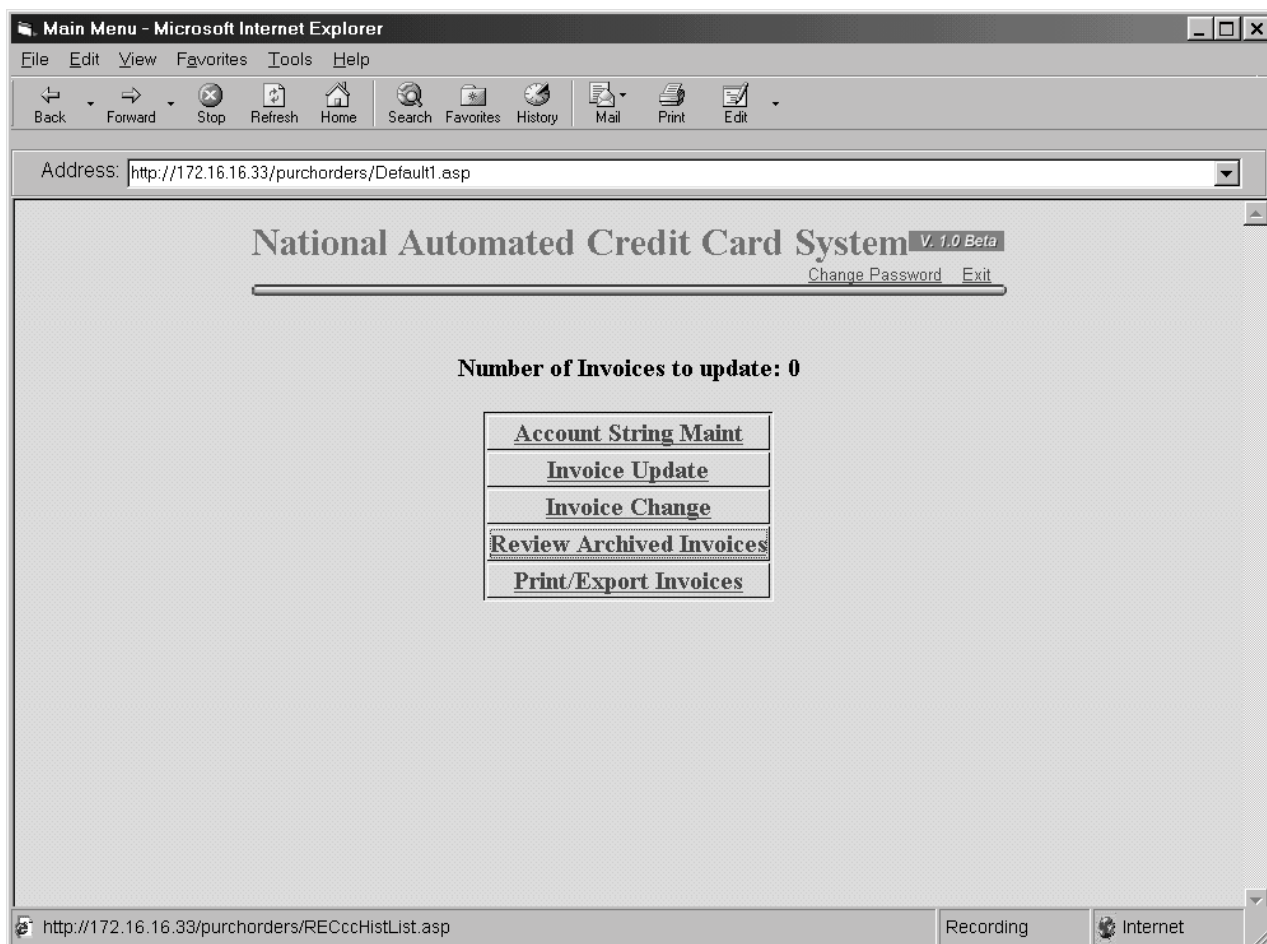 Main Menu - Microsoft Internet Explorer
File Edit View Favorites Tools Help
Back Forward Stop Refresh Home Search Favorites History Mail Print Edit
Address: http://172.16.16.33/purchorders/Default1.asp
National Automated Credit Card System V. 1.0 Beta
Change Password Exit
Number of Invoices to update: 0
Account String Maint
Invoice Update
Invoice Change
Review Archived Invoices
Print/Export Invoices
http://172.16.16.33/purchorders/RECccHistList.asp Recording Internet